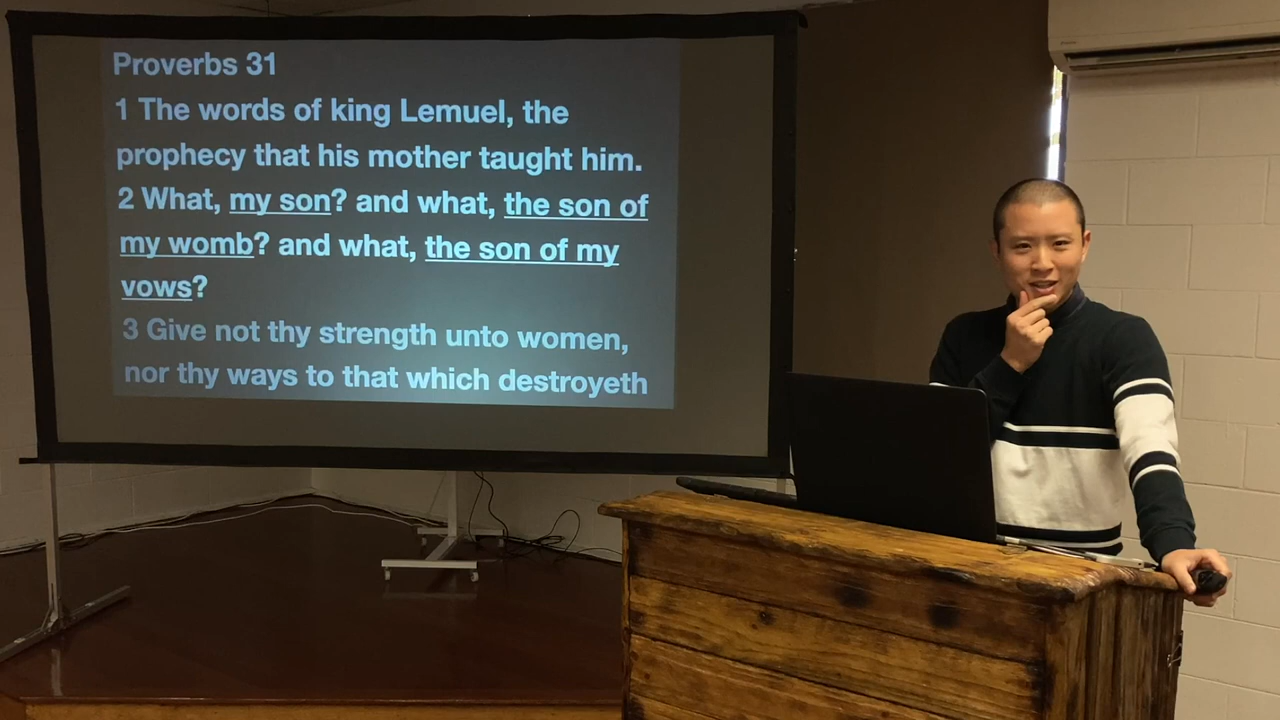 Proverbs 31
1 The words of king Lemuel, the
prophecy that his mother taught him.
2 What, my son? and what, the son of
my womb? and what, the son of my
vows?
3 Give not thy strength unto women,
nor thy ways to that which destroyeth